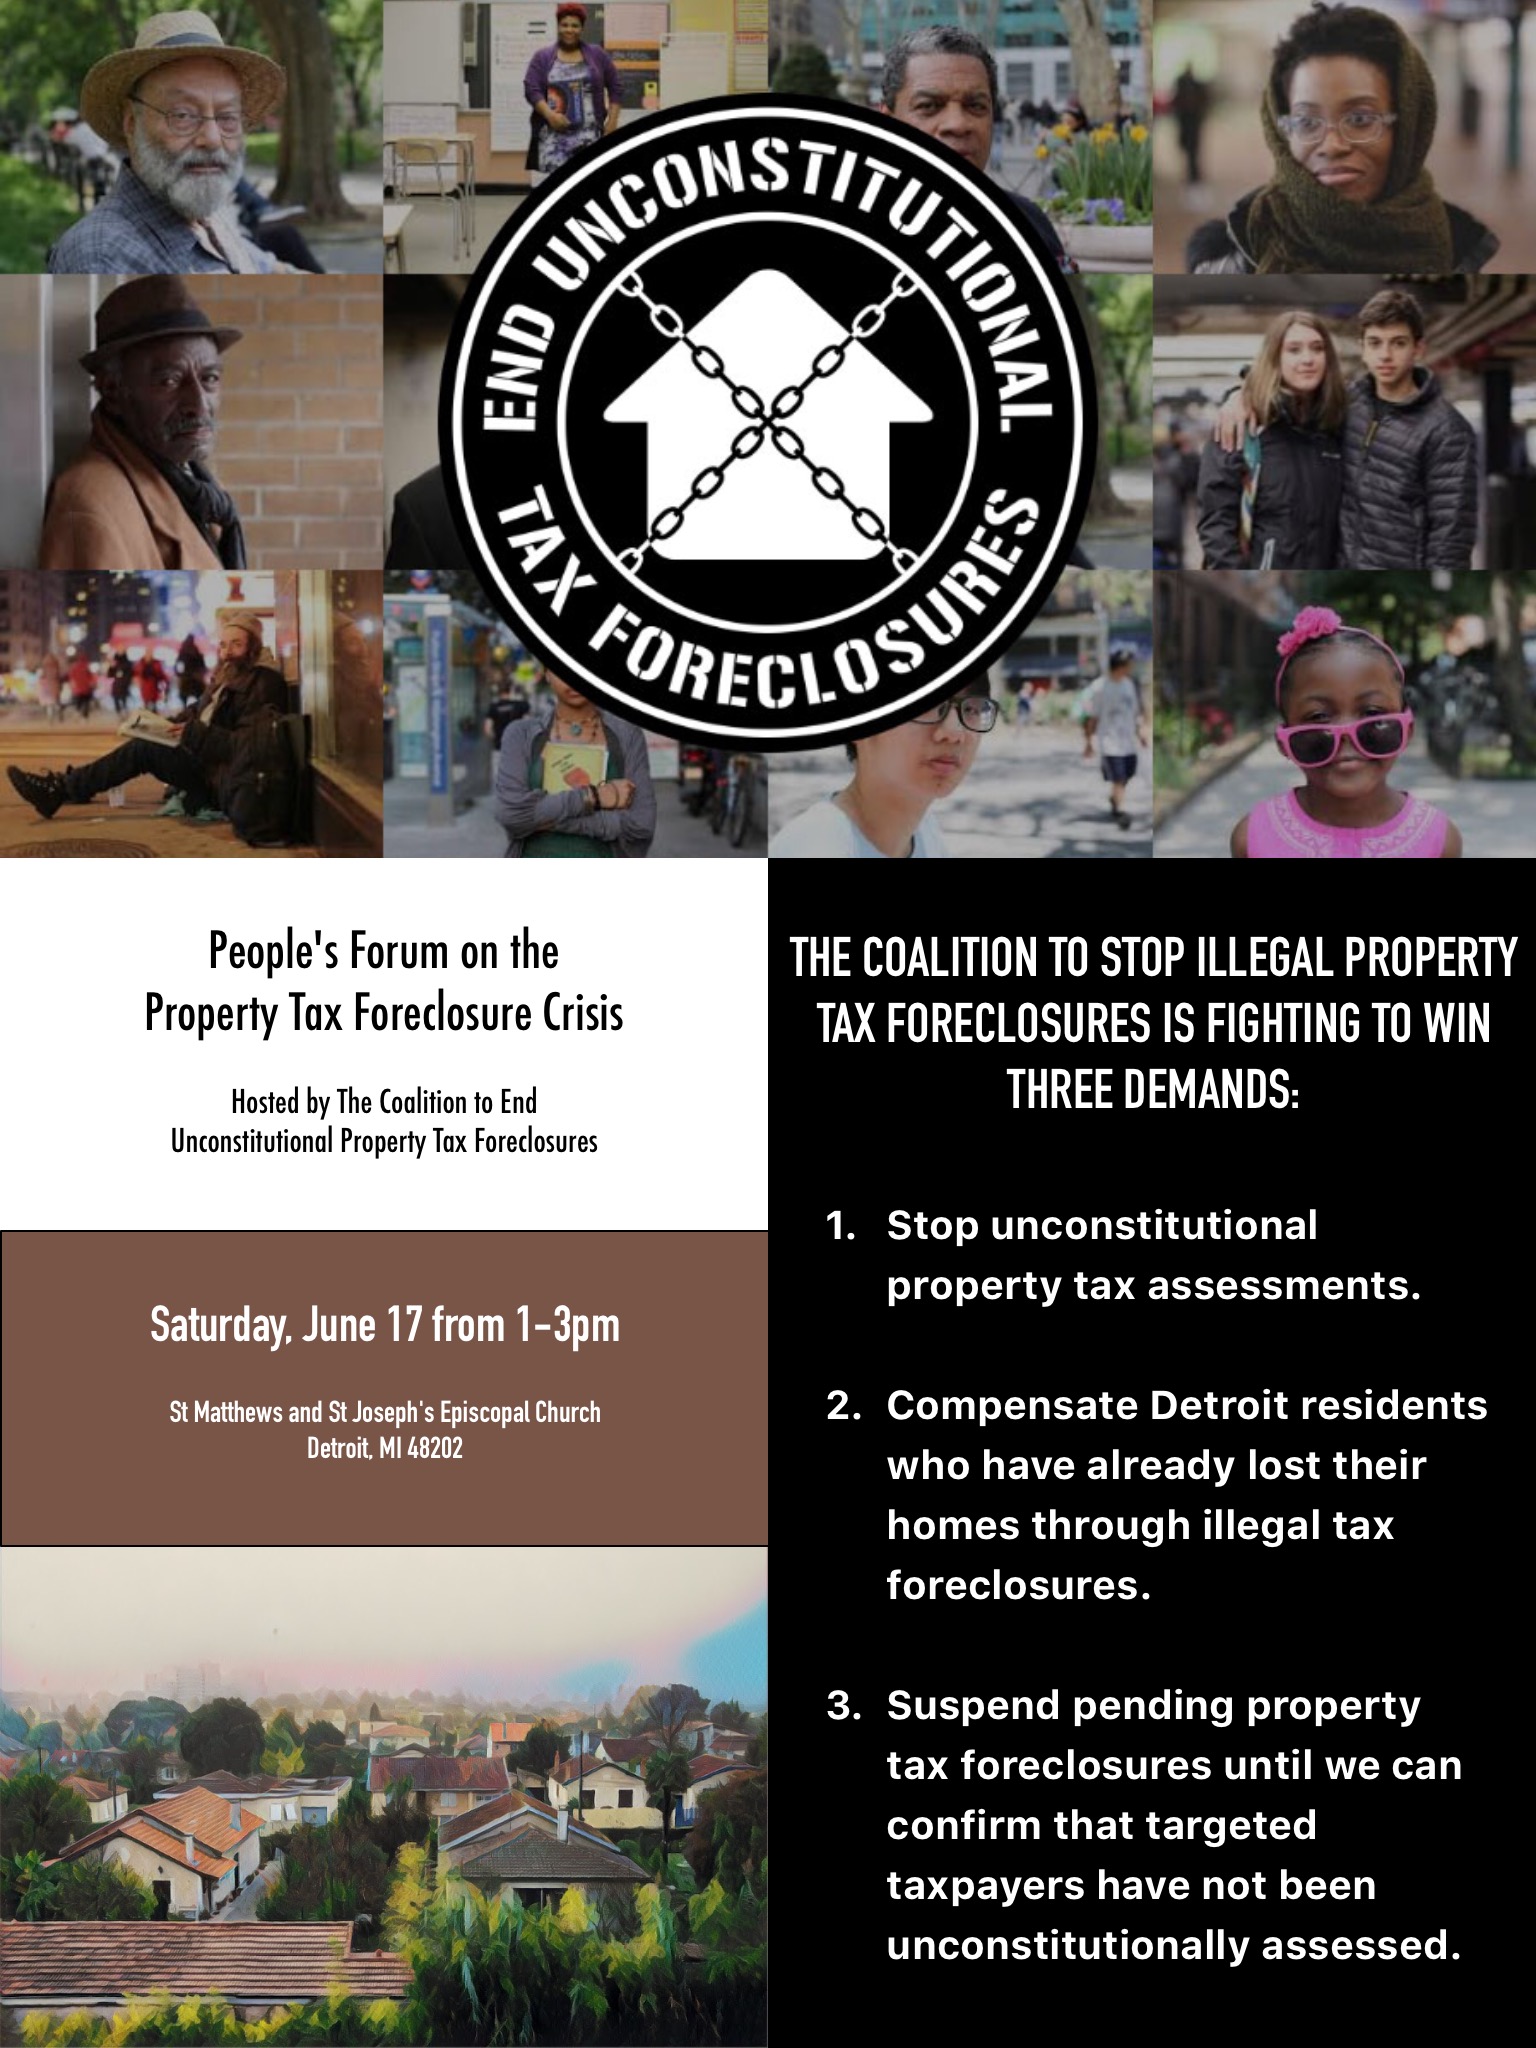 END UNCONSTITUTIONAL
TAX FORECLOSURES
People's Forum on the
Property Tax Foreclosure Crisis
Hosted by The Coalition to End
Unconstitutional Property Tax Foreclosures
Saturday, June 17 from 1-3pm
St Matthews and St Joseph's Episcopal Church
Detroit, MI 48202
THE COALITION TO STOP ILLEGAL PROPERTY
TAX FORECLOSURES IS FIGHTING TO WIN
THREE DEMANDS:
1. Stop unconstitutional
property tax assessments.
2. Compensate Detroit residents
who have already lost their
homes through illegal tax
foreclosures.
3. Suspend pending property
tax foreclosures until we can
confirm that targeted
taxpayers have not been
unconstitutionally assessed.